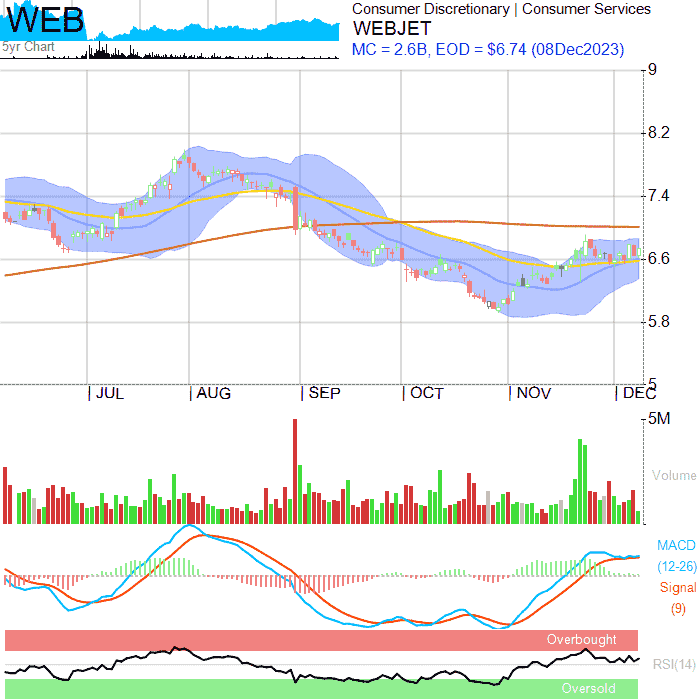 WEB
5yr Chart
Consumer Discretionary | Consumer Services
WEBJET
MC = 2.6B, EOD = $6.74 (08Dec2023)
9
8.2
7.4
6.6
5.8
5
| JUL
| AUG
| SEP
| OCT
| NOV
| DEC
5M
Volume
MACD
(12-26)
Signal
(9)
Overbought
RSI(14)
Oversold